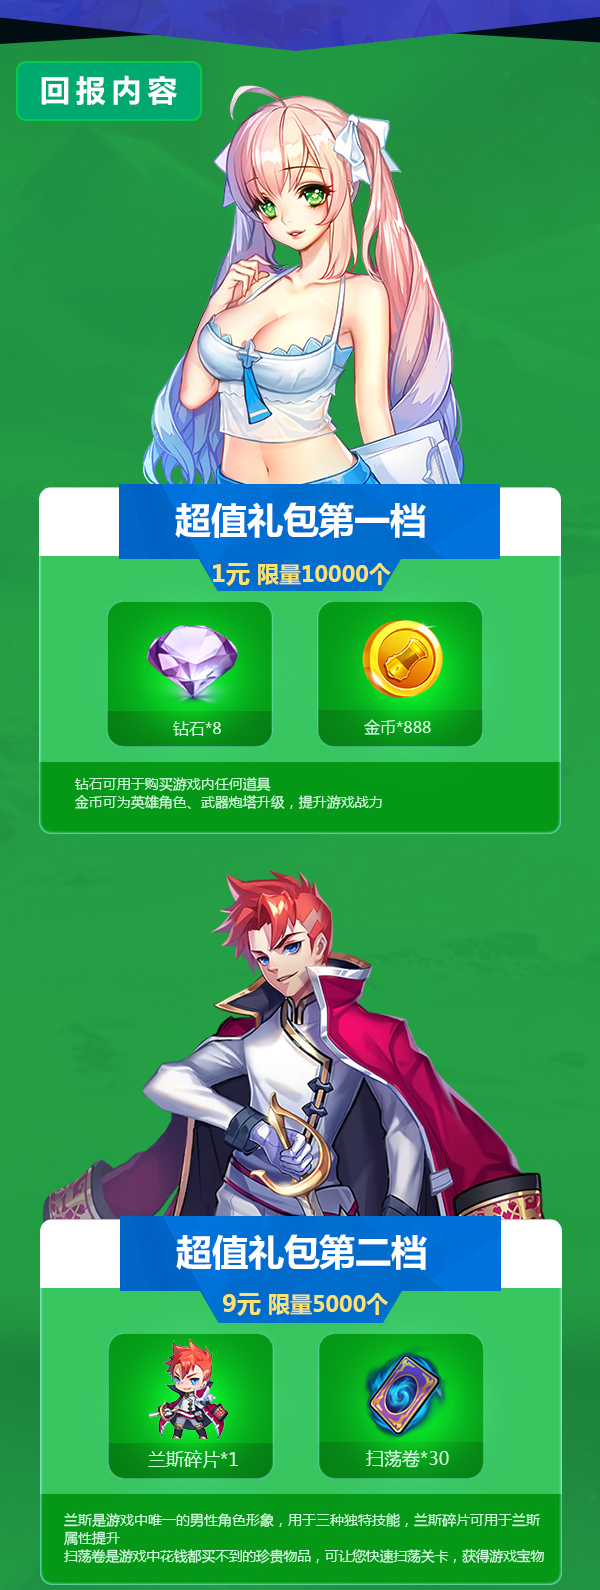 回报内容
超值礼包第一档
1元 限量10000个
钻石*8
金币*888
钻石可用于购买游戏内任何道具
金币可为英雄角色、武器炮塔升级，提升游戏战力
超值礼包第二档
9元 限量5000个
兰斯碎片*1
扫荡卷*30
兰斯是游戏中唯一的男性角色形象，用于三种独特技能，兰斯碎片可用于兰斯
属性提升
扫荡卷是游戏中花钱都买不到的珍贵物品，可让您快速扫荡关卡，获得游戏宝物